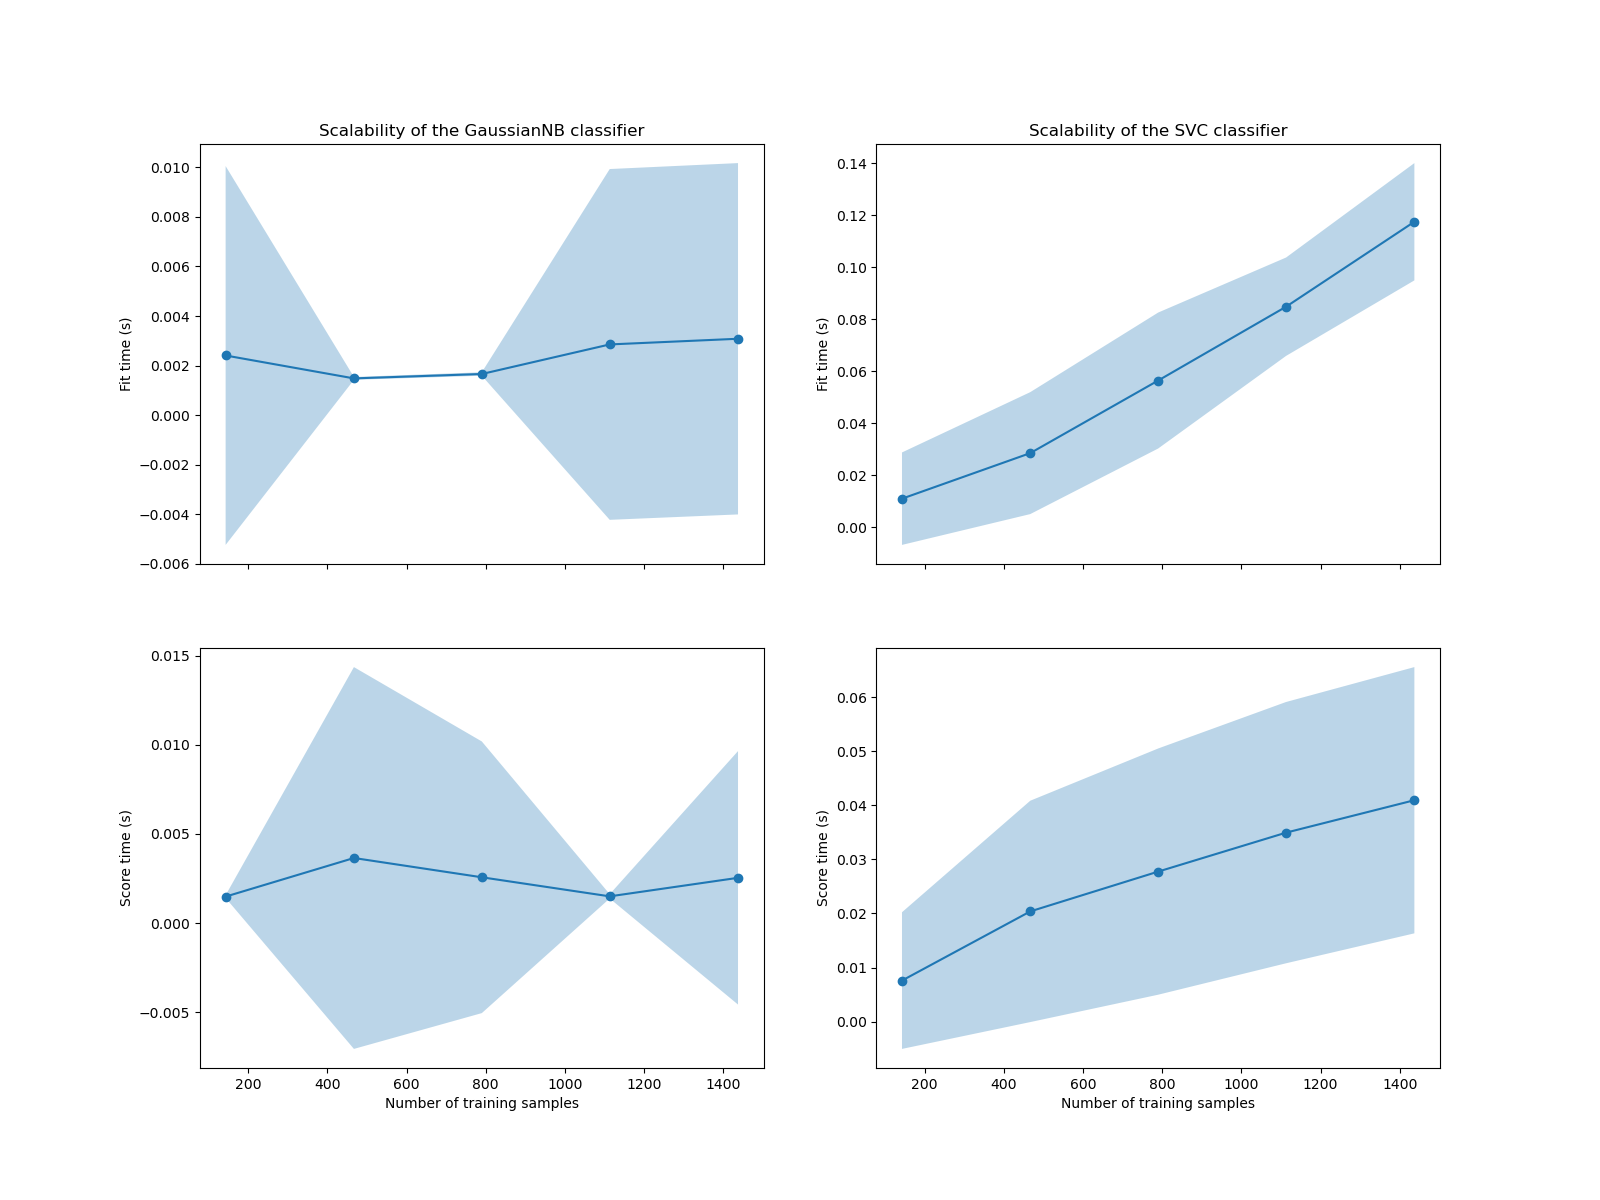 Scalability of the GaussianNB classifier
0.010
0.008
0.006
0.004
0.002
0.000
−0.002
−0.004
−0.006
Fit time (s)
Scalability of the SVC classifier
0.14
0.12
0.10
0.08
0.06
0.04
0.02
0.00
Fit time (s)
0.015
0.010
0.005
0.000
−0.005
Score time (s)
200 400 600 800 1000 1200 1400
Number of training samples
0.06
0.05
0.04
0.03
0.02
0.01
0.00
Score time (s)
200 400 600 800 1000 1200 1400
Number of training samples